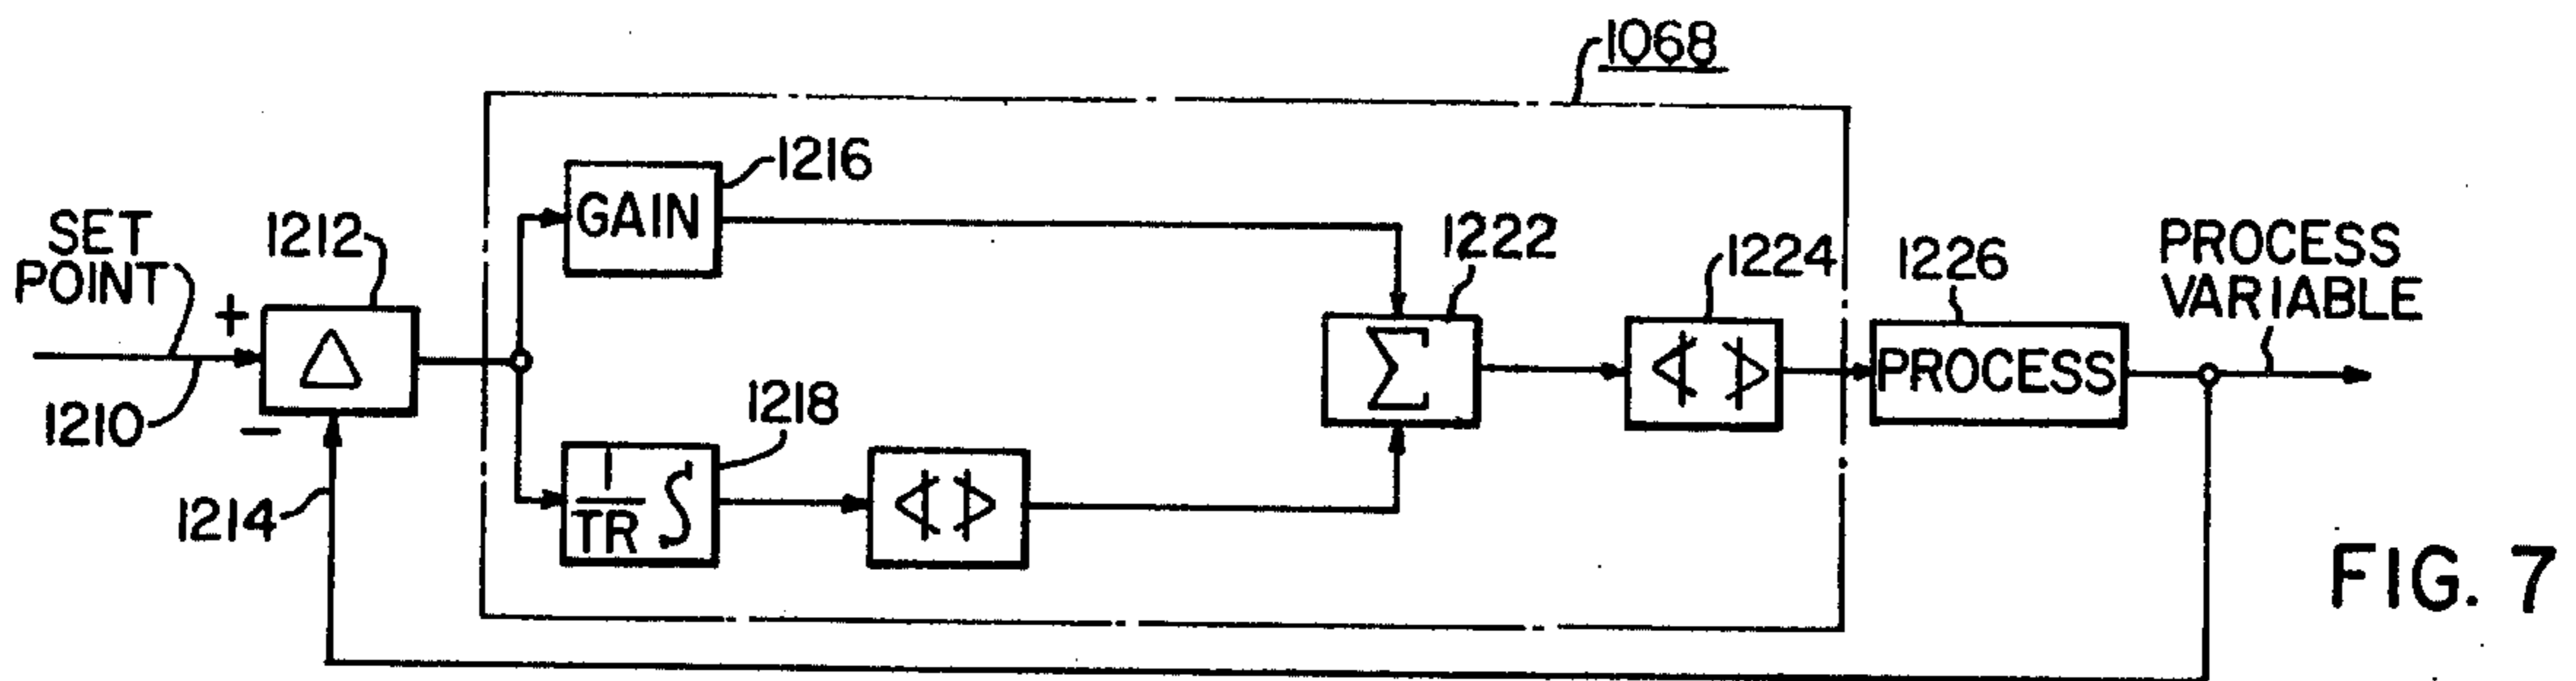 1068
1216
GAIN
SET
POINT
1212
+
Δ
1210
−
1214
1218
1
TR ∫
1222
Σ
1224
1226
PROCESS
PROCESS
VARIABLE
FIG. 7